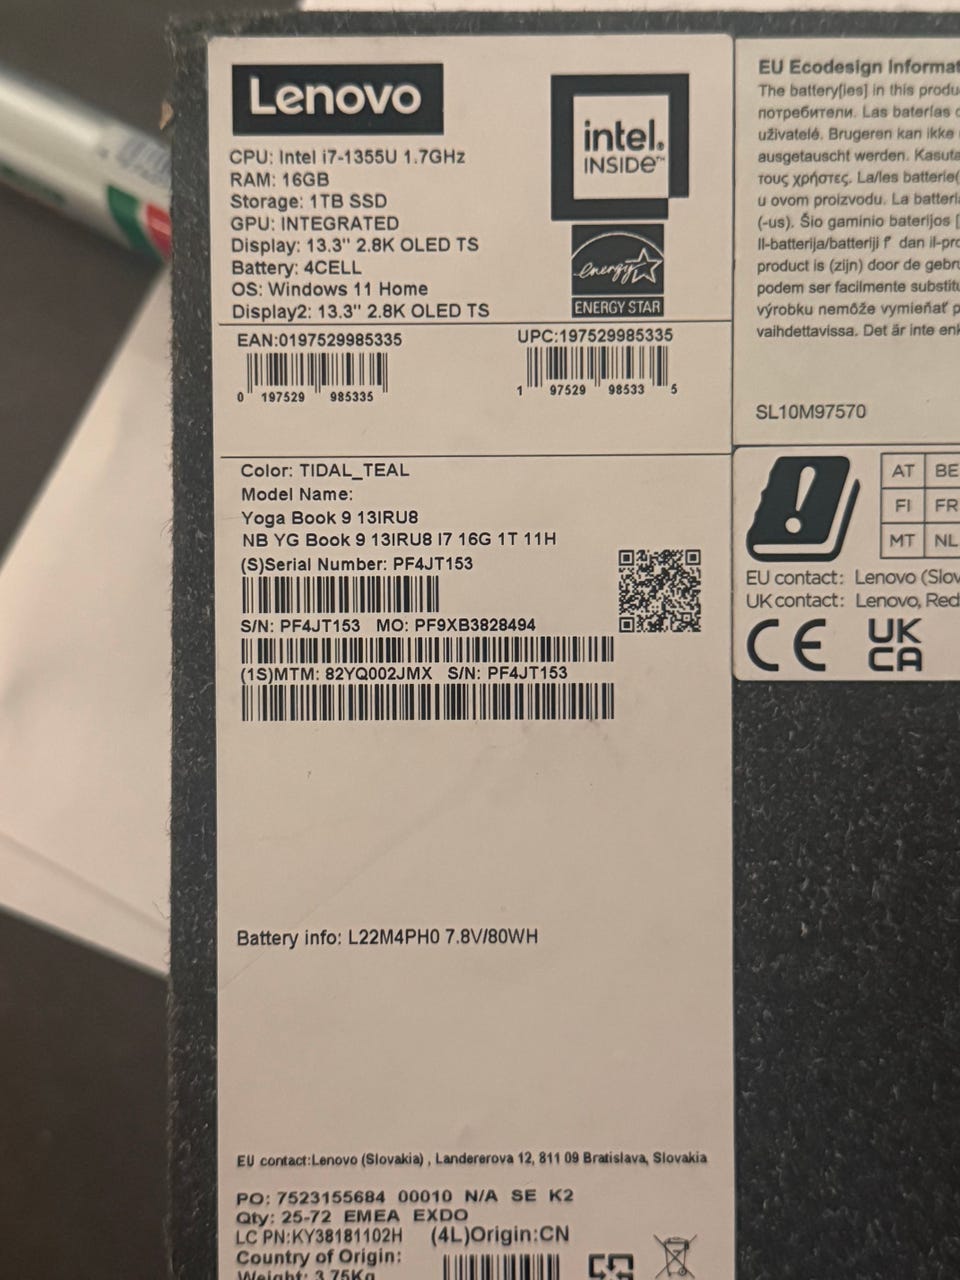 Lenovo
CPU: Intel i7-1355U 1.7GHz
RAM: 16GB
Storage: 1TB SSD
GPU: INTEGRATED
Display: 13.3" 2.8K OLED TS
Battery: 4CELL
OS: Windows 11 Home
Display2: 13.3" 2.8K OLED TS
intel.
INSIDE™
energy
ENERGY STAR
EAN:0197529985335
0 197529 985335
UPC:197529985335
1 97529 98533 5
Color: TIDAL_TEAL
Model Name:
Yoga Book 9 13IRU8
NB YG Book 9 13IRU8 I7 16G 1T 11H
(S)Serial Number: PF4JT153
S/N: PF4JT153 MO: PF9XB3828494
(1S)MTM: 82YQ002JMX S/N: PF4JT153
Battery info: L22M4PH0 7.8V/80WH
EU contact:Lenovo (Slovakia) , Landererova 12, 811 09 Bratislava, Slovakia
PO: 7523155684 00010 N/A SE K2
Qty: 25-72 EMEA EXDO
LC PN:KY38181102H (4L)Origin:CN
Country of Origin:
Weight: 3.75Kg
EU Ecodesign Informat
The battery[ies] in this produ
потребители. Las baterías
uživatelé. Brugeren kan ikke
ausgetauscht werden. Kasuta
τους χρήστες. La/les batterie(
u ovom proizvodu. La batteri
(-us). Šio gaminio baterijos [
Il-batterija/batteriji f' dan il-pro
product is (zijn) door de gebru
podem ser facilmente substitu
výrobku nemôže vymieňať p
vaihdettavissa. Det är inte enk
SL10M97570
AT BE
FI FR
MT NL
EU contact: Lenovo (Slov
UK contact: Lenovo, Red
CE
UK
CA